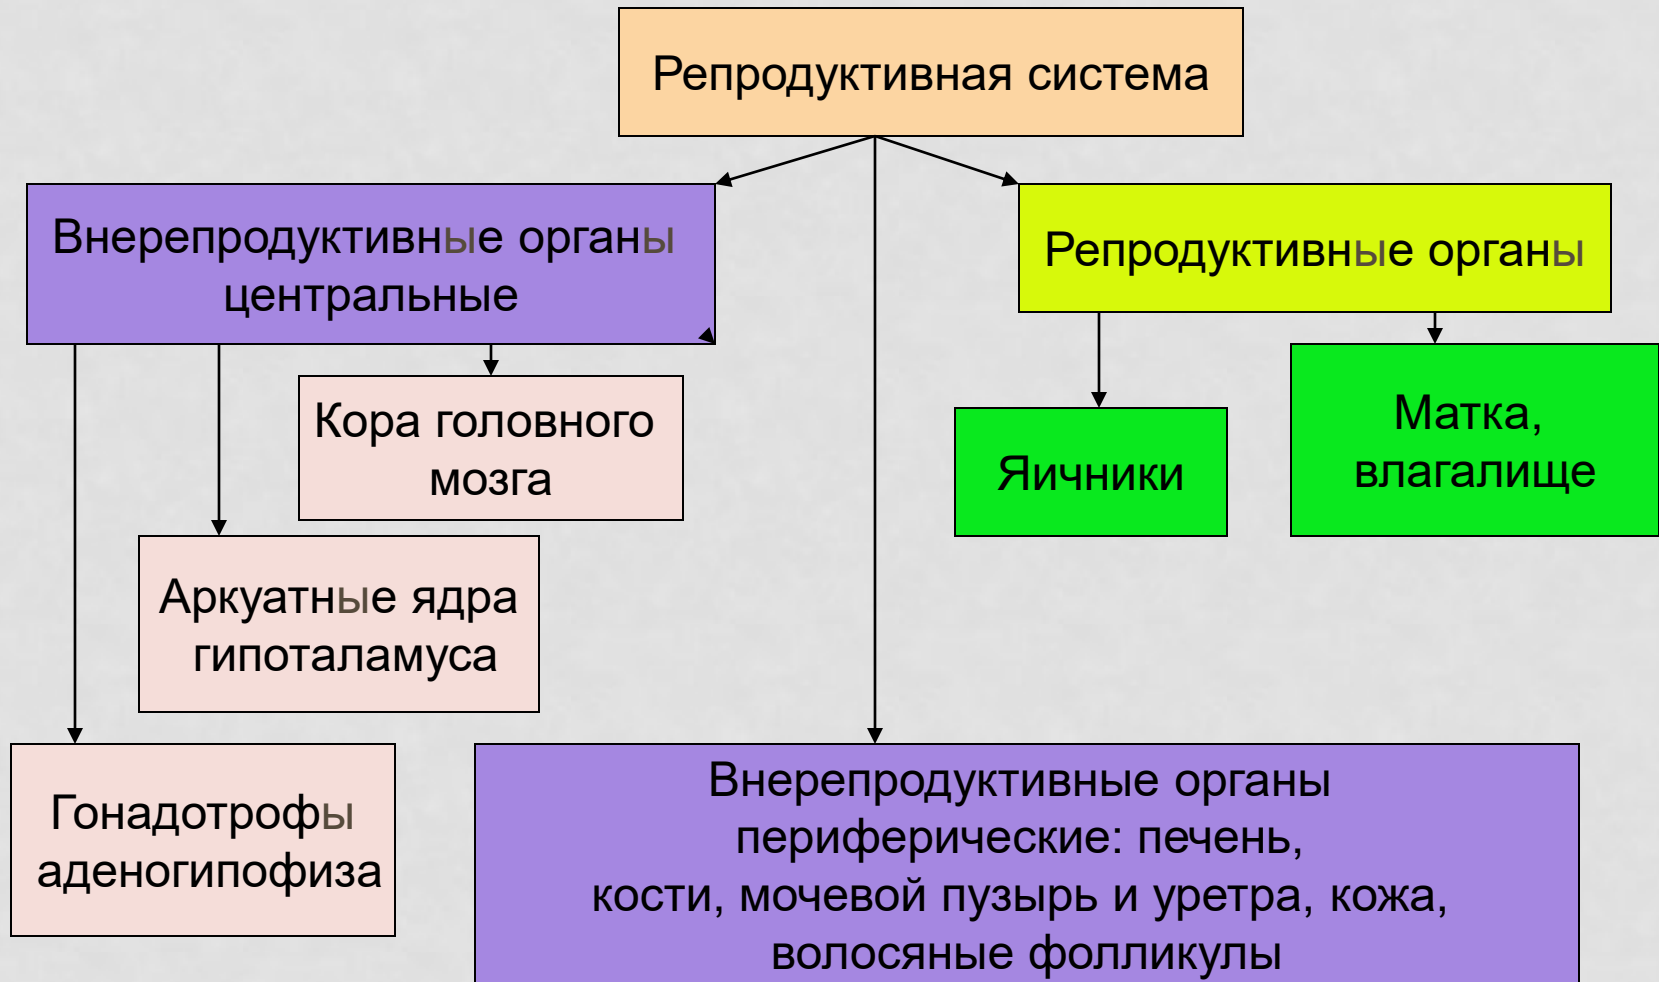 Репродуктивная система
Внерепродуктивные органы
центральные
Репродуктивные органы
Кора головного
мозга
Яичники
Матка,
влагалище
Аркуатные ядра
гипоталамуса
Гонадотрофы
аденогипофиза
Внерепродуктивные органы
периферические: печень,
кости, мочевой пузырь и уретра, кожа,
волосяные фолликулы